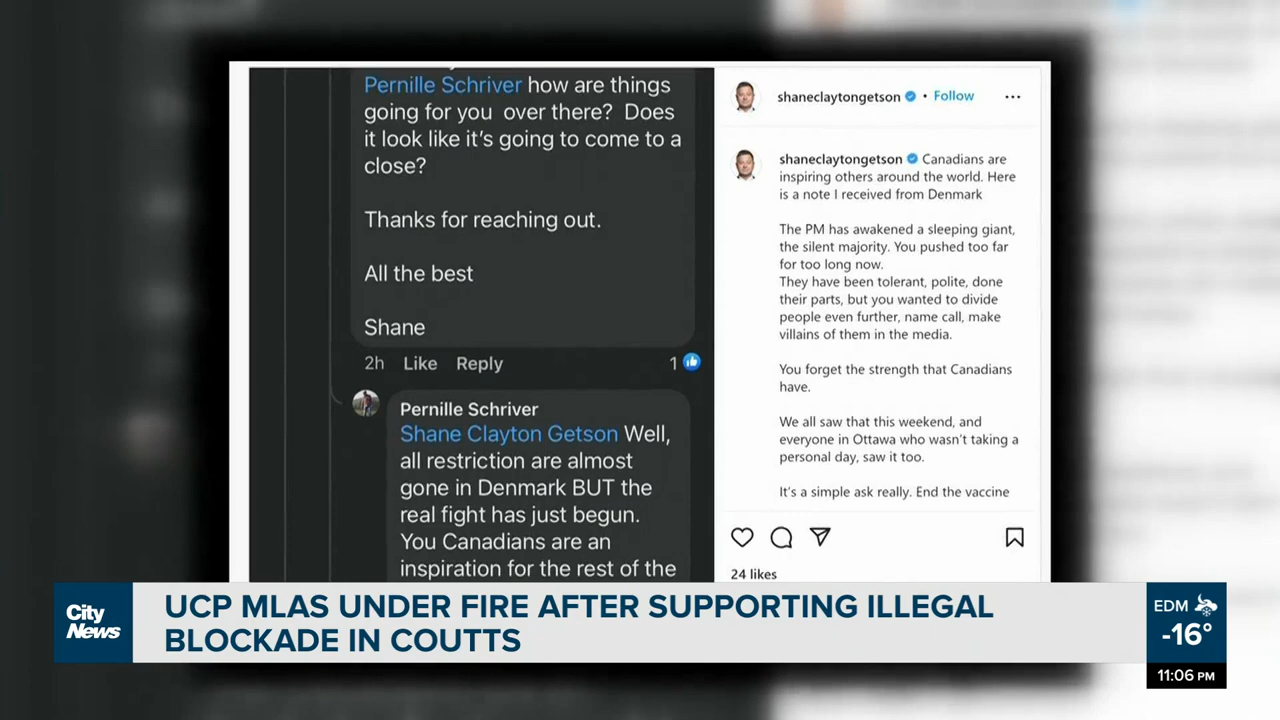 Pernille Schriver how are things
going for you over there? Does
it look like it's going to come to a
close?
Thanks for reaching out.
All the best
Shane
2h Like Reply 1
Pernille Schriver
Shane Clayton Getson Well,
all restriction are almost
gone in Denmark BUT the
real fight has just begun.
You Canadians are an
inspiration for the rest of the
shaneclaytongetson • Follow ...
shaneclaytongetson Canadians are
inspiring others around the world. Here
is a note I received from Denmark
The PM has awakened a sleeping giant,
the silent majority. You pushed too far
for too long now.
They have been tolerant, polite, done
their parts, but you wanted to divide
people even further, name call, make
villains of them in the media.
You forget the strength that Canadians
have.
We all saw that this weekend, and
everyone in Ottawa who wasn't taking a
personal day, saw it too.
It's a simple ask really. End the vaccine
24 likes
City
News
UCP MLAS UNDER FIRE AFTER SUPPORTING ILLEGAL
BLOCKADE IN COUTTS
EDM
-16°
11:06 PM